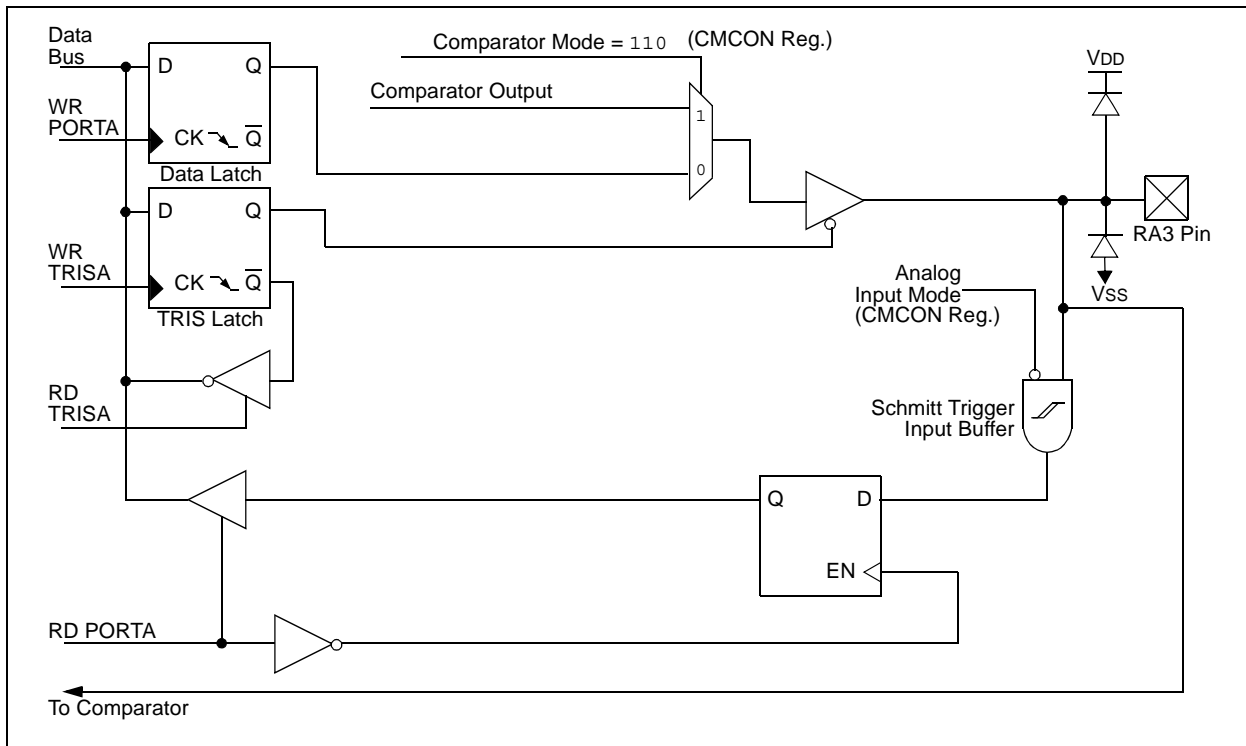 Data
Bus
D Q
WR
PORTA
CK Q
Data Latch
Comparator Mode = 110 (CMCON Reg.)
Comparator Output
1
0
VDD
RA3 Pin
VSS
D Q
WR
TRISA
CK Q
TRIS Latch
Analog
Input Mode
(CMCON Reg.)
RD
TRISA
Schmitt Trigger
Input Buffer
Q D
EN
RD PORTA
To Comparator